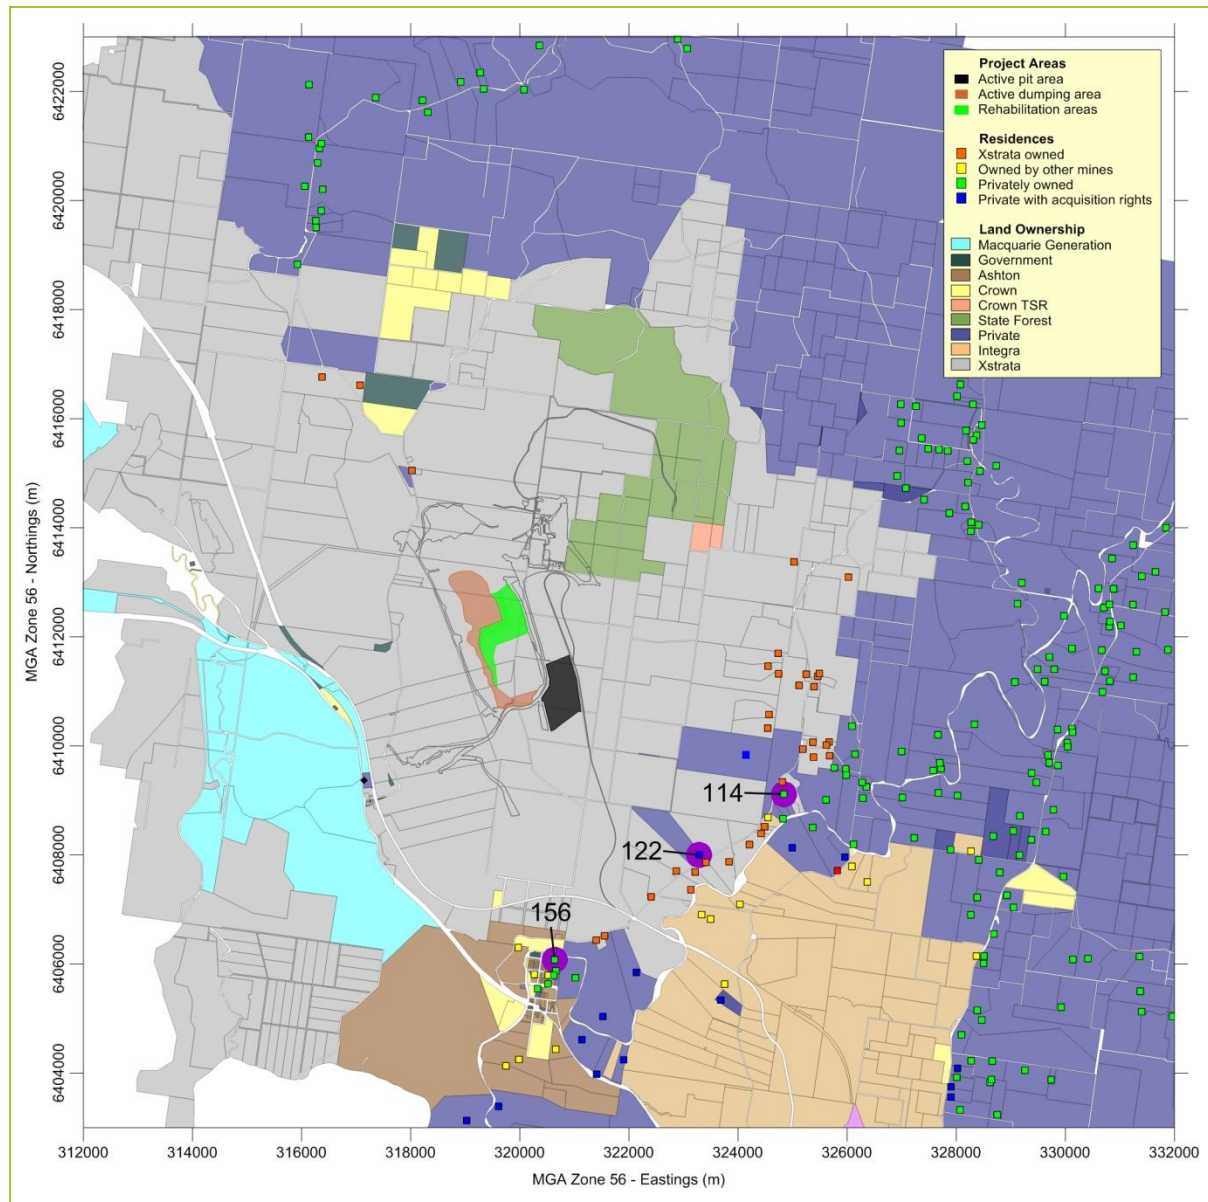 Project Areas
Active pit area
Active dumping area
Rehabilitation areas
Residences
Xstrata owned
Owned by other mines
Privately owned
Private with acquisition rights
Land Ownership
Macquarie Generation
Government
Ashton
Crown
Crown TSR
State Forest
Private
Integra
Xstrata
MGA Zone 56 - Northings (m)
6422000
6420000
6418000
6416000
6414000
6412000
6410000
6408000
6406000
6404000
114
122
156
312000
314000
316000
318000
320000
322000
324000
326000
328000
330000
332000
MGA Zone 56 - Eastings (m)